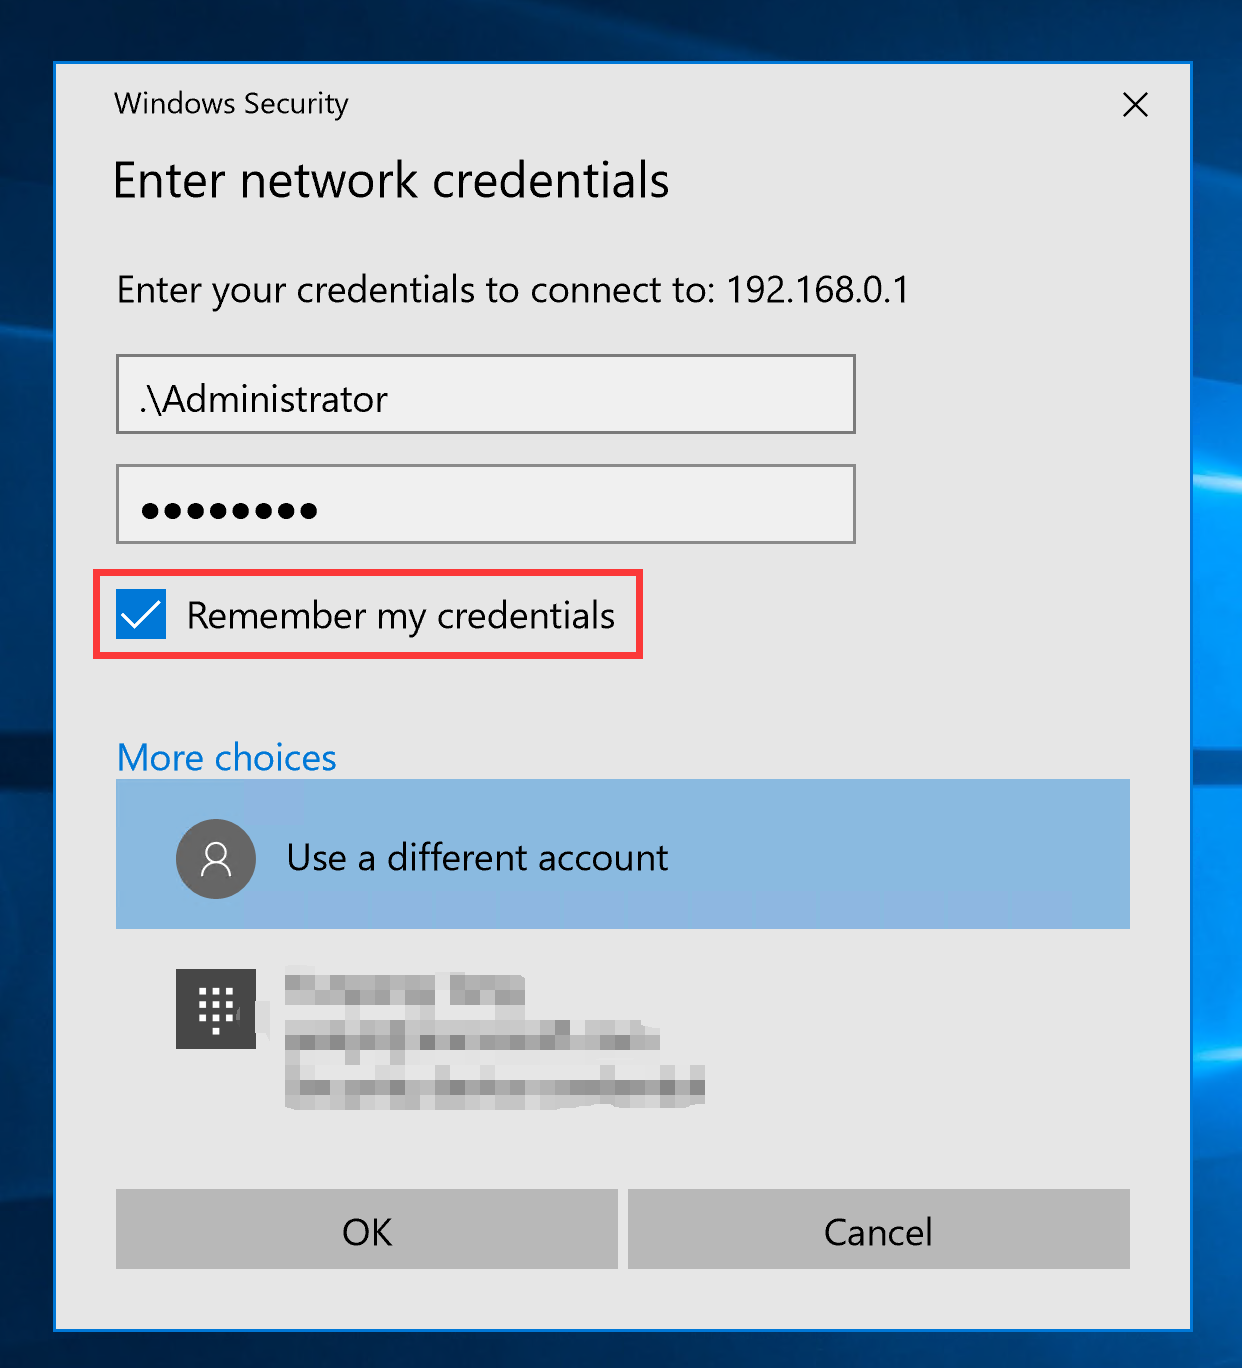 Windows Security
Enter network credentials
Enter your credentials to connect to: 192.168.0.1
.\Administrator
••••••••
Remember my credentials
More choices
Use a different account
OK
Cancel